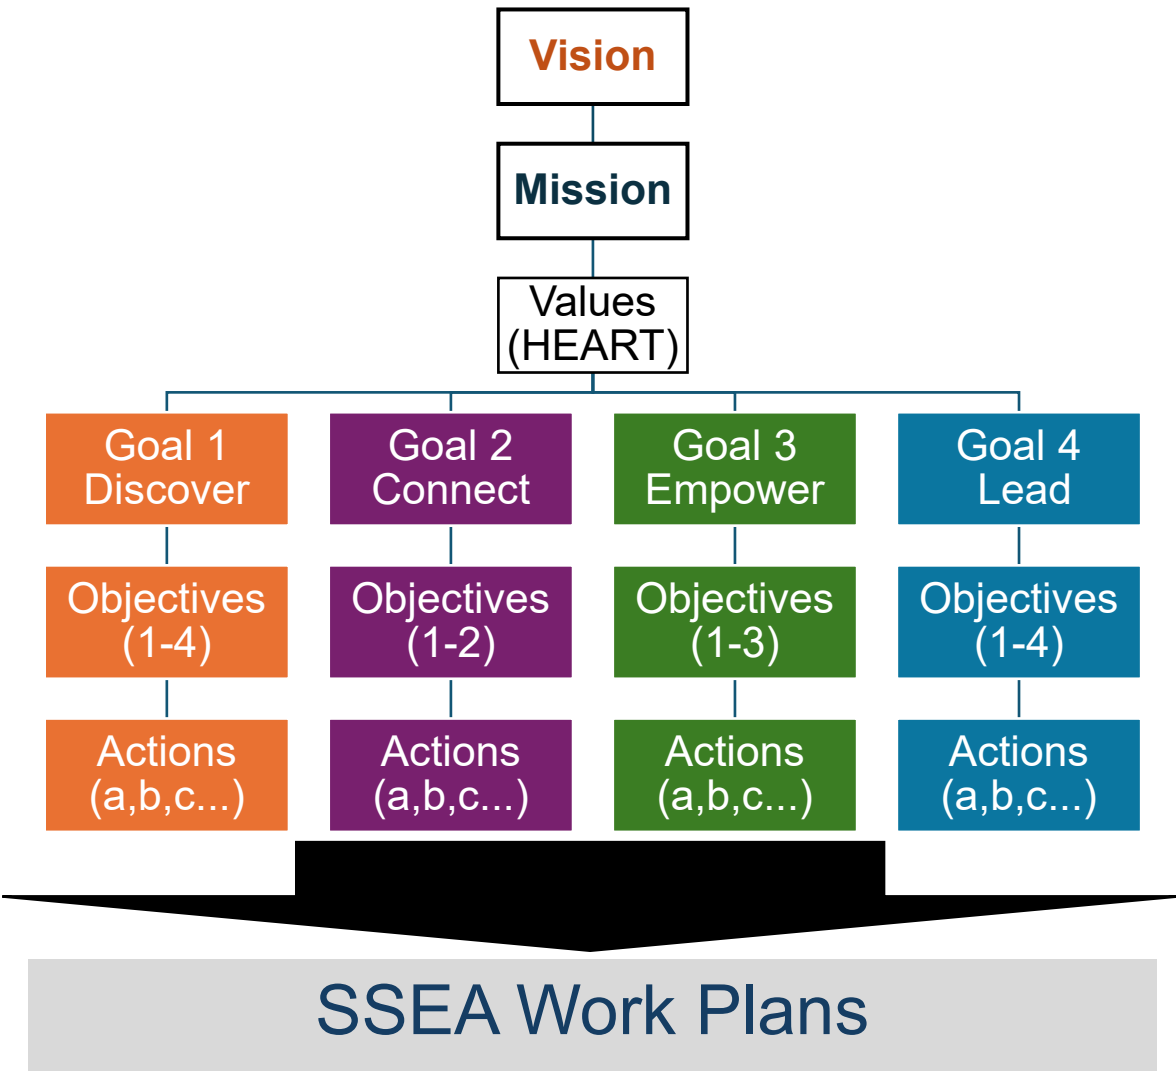 Vision
Mission
Values
(HEART)
Goal 1
Discover
Goal 2
Connect
Goal 3
Empower
Goal 4
Lead
Objectives
(1-4)
Objectives
(1-2)
Objectives
(1-3)
Objectives
(1-4)
Actions
(a,b,c...)
Actions
(a,b,c...)
Actions
(a,b,c...)
Actions
(a,b,c...)
SSEA Work Plans